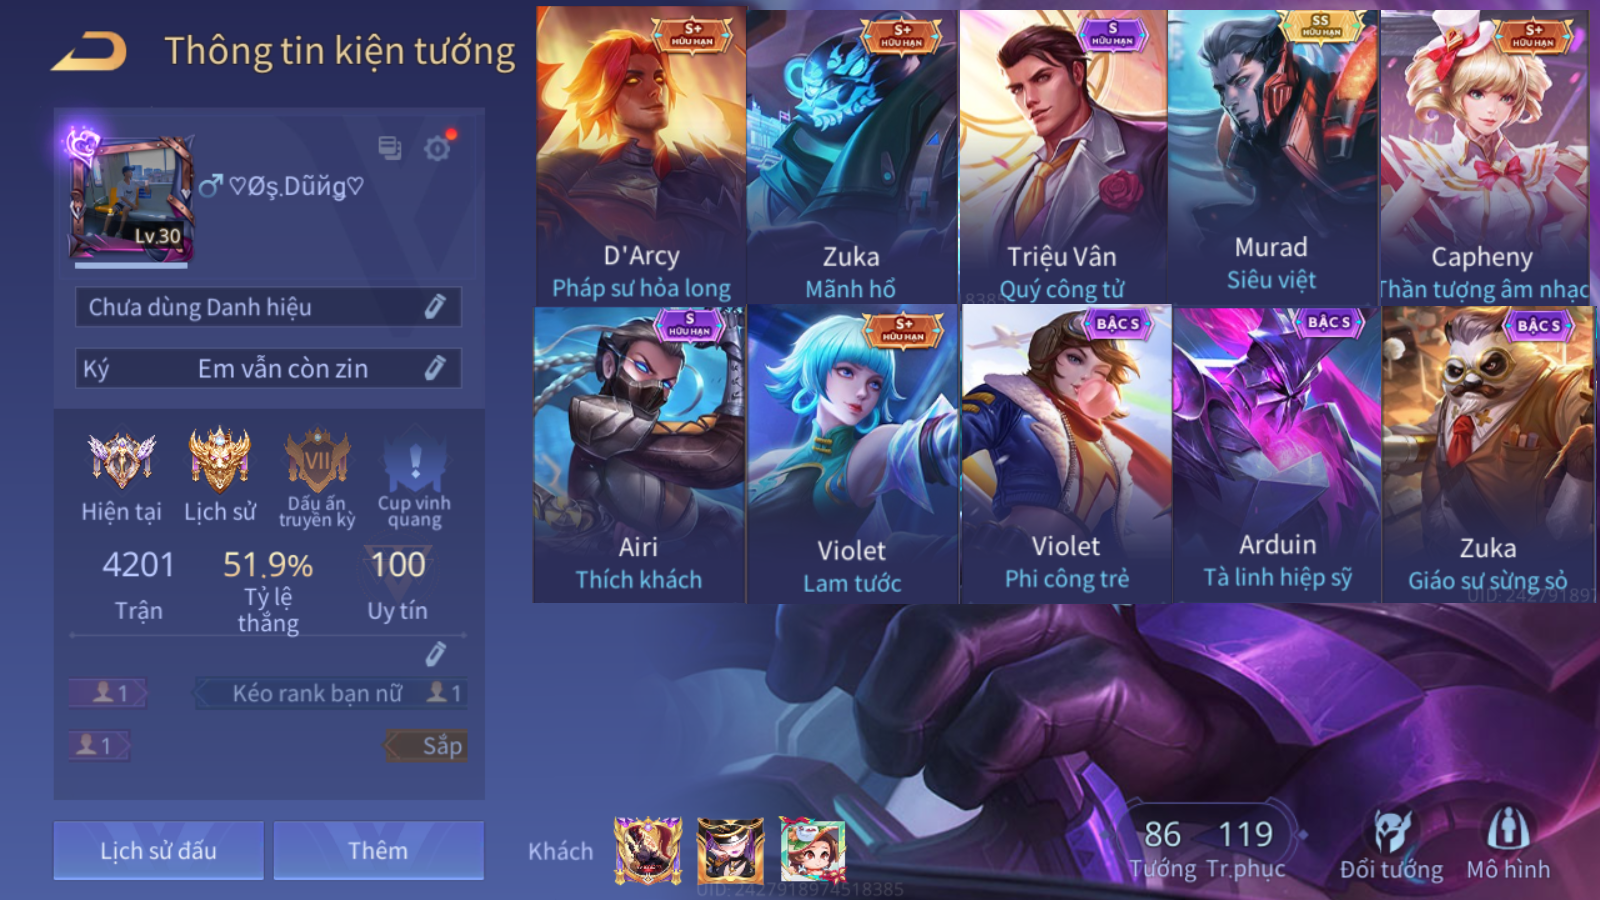 Thông tin kiện tướng
♂ ♡Øş.Dũйg♡
Lv.30
Chưa dùng Danh hiệu
Ký Em vẫn còn zin
VII
Hiện tại
Lịch sử
Dấu ấn
truyền kỳ
Cup vinh
quang
4201
Trận
51.9%
Tỷ lệ
thắng
100
Uy tín
1
Kéo rank bạn nữ 1
1
Sắp
Lịch sử đấu
Thêm
Khách
S+
HỮU HẠN
D'Arcy
Pháp sư hỏa long
S+
HỮU HẠN
Zuka
Mãnh hổ
S
HỮU HẠN
Triệu Vân
Quý công tử
SS
HỮU HẠN
Murad
Siêu việt
S+
HỮU HẠN
Capheny
Thần tượng âm nhạc
S
HỮU HẠN
Airi
Thích khách
S+
HỮU HẠN
Violet
Lam tước
BẬC S
Violet
Phi công trẻ
BẬC S
Arduin
Tà linh hiệp sỹ
BẬC S
Zuka
Giáo sư sừng sỏ
86
Tướng
119
Tr.phục
Đổi tướng
Mô hình
UID: 2427918974518385